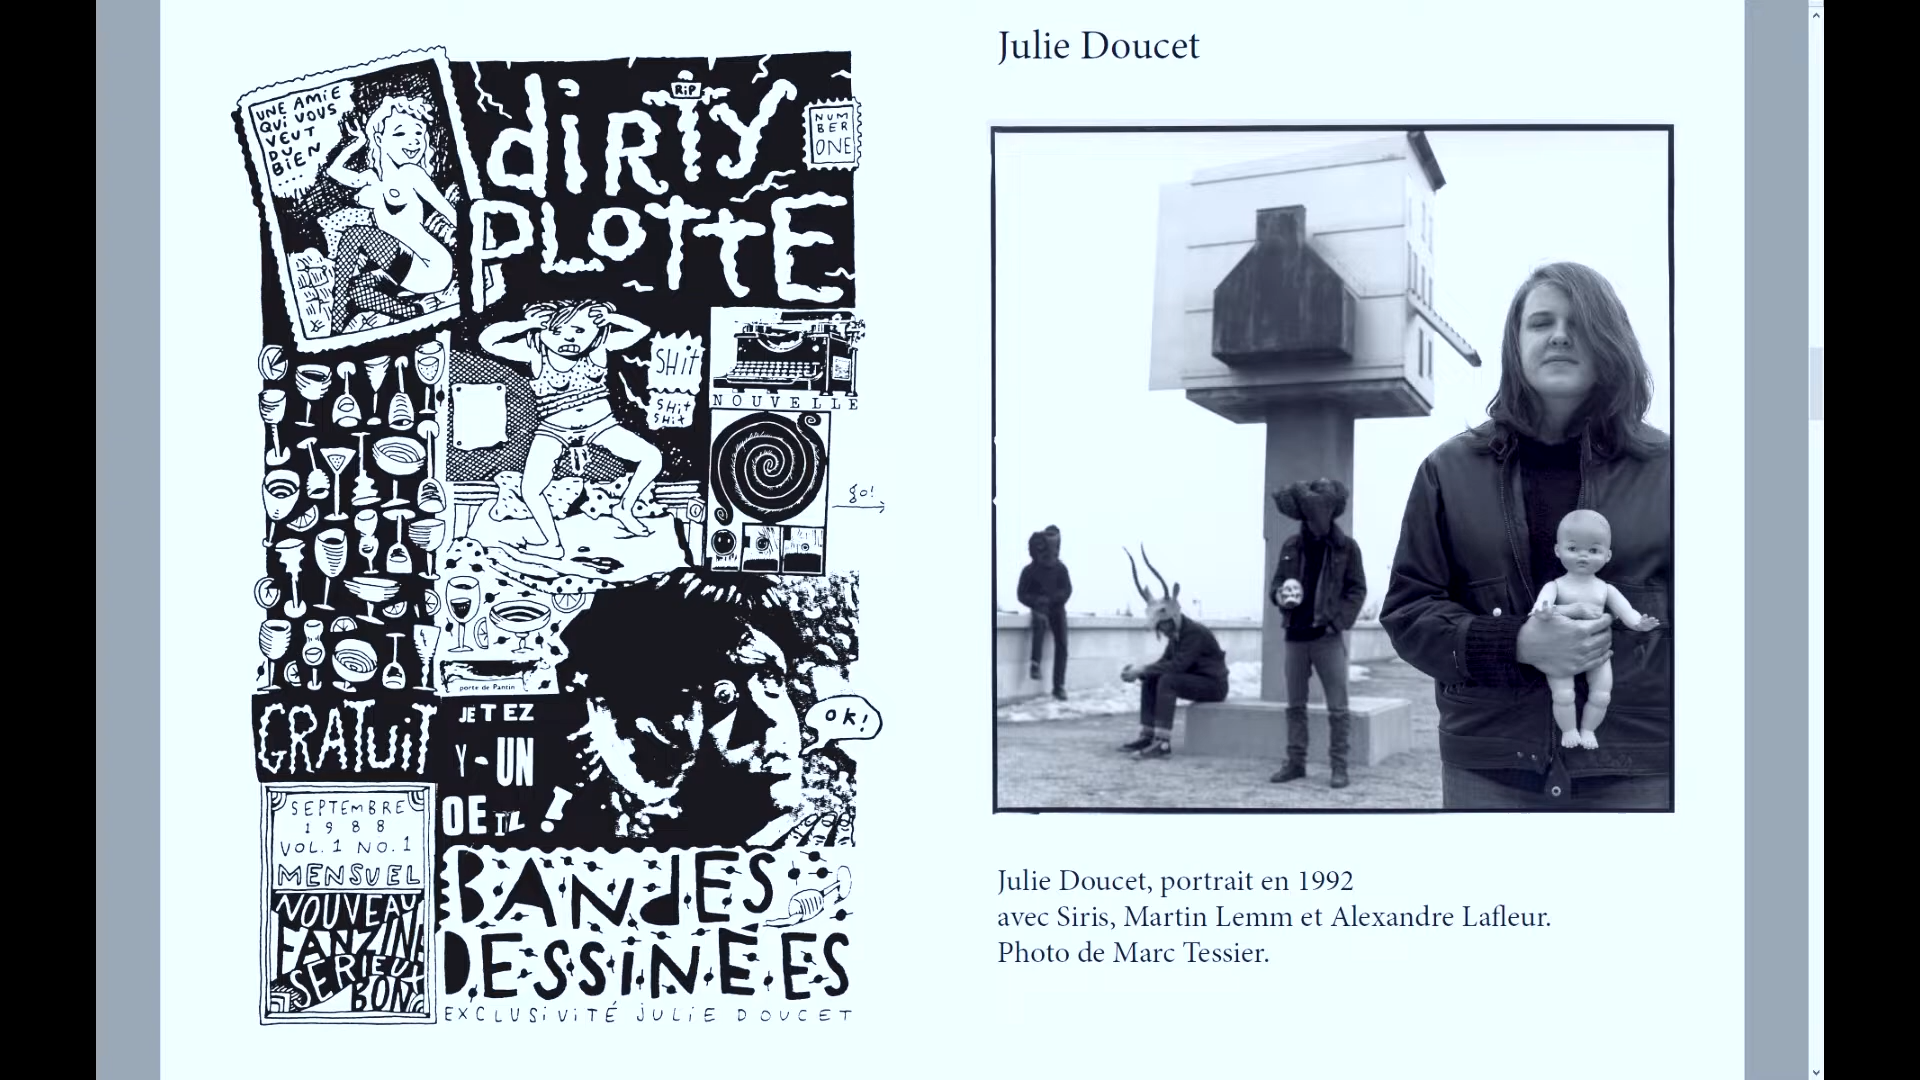 UNE AMIE
QUI VOUS
VEUT
DU
BIEN
....
RIP
DIRTY
PLOTTE
NUM
BER
ONE
SHIT
SHIT
SHIT
NOUVELLE
go!
porte de Pantin
GRATUIT
JETEZ
Y-UN
OEIL!
OK!
SEPTEMBRE
1988
VOL.1 NO.1
MENSUEL
NOUVEAU
FANZINE
SERIEUX
BON
BANDES
DESSINÉES
EXCLUSIVITÉ JULIE DOUCET
Julie Doucet
Julie Doucet, portrait en 1992
avec Siris, Martin Lemm et Alexandre Lafleur.
Photo de Marc Tessier.